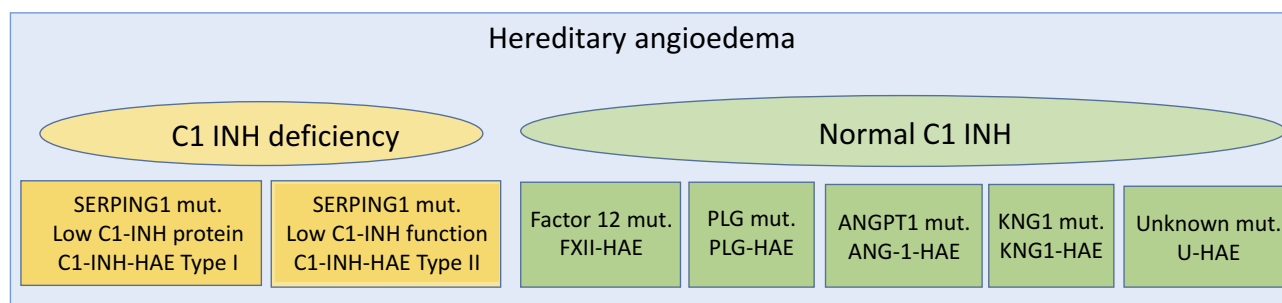 Hereditary angioedema
C1 INH deficiency
Normal C1 INH
SERPING1 mut.
Low C1-INH protein
C1-INH-HAE Type I
SERPING1 mut.
Low C1-INH function
C1-INH-HAE Type II
Factor 12 mut.
FXII-HAE
PLG mut.
PLG-HAE
ANGPT1 mut.
ANG-1-HAE
KNG1 mut.
KNG1-HAE
Unknown mut.
U-HAE